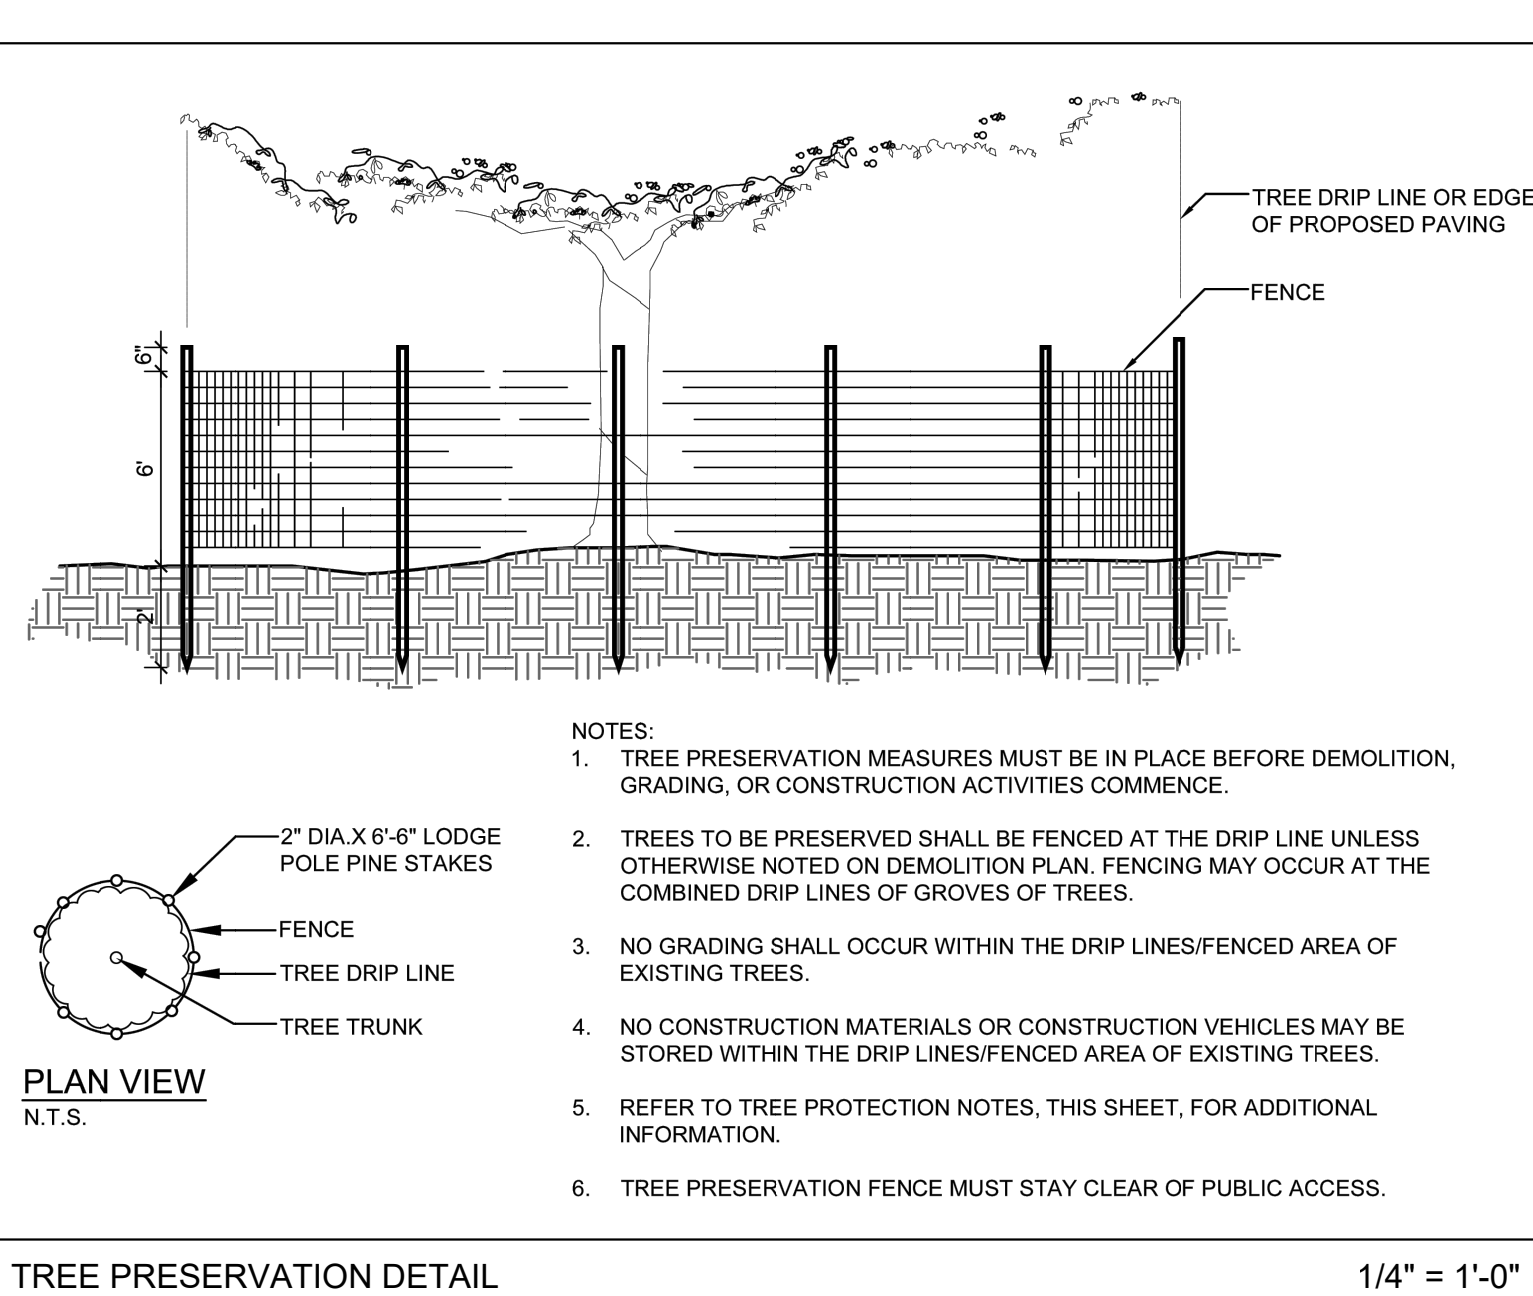 TREE DRIP LINE OR EDGE
OF PROPOSED PAVING
FENCE
6"
6'
2'
NOTES:
1. TREE PRESERVATION MEASURES MUST BE IN PLACE BEFORE DEMOLITION,
GRADING, OR CONSTRUCTION ACTIVITIES COMMENCE.
2. TREES TO BE PRESERVED SHALL BE FENCED AT THE DRIP LINE UNLESS
OTHERWISE NOTED ON DEMOLITION PLAN. FENCING MAY OCCUR AT THE
COMBINED DRIP LINES OF GROVES OF TREES.
3. NO GRADING SHALL OCCUR WITHIN THE DRIP LINES/FENCED AREA OF
EXISTING TREES.
4. NO CONSTRUCTION MATERIALS OR CONSTRUCTION VEHICLES MAY BE
STORED WITHIN THE DRIP LINES/FENCED AREA OF EXISTING TREES.
5. REFER TO TREE PROTECTION NOTES, THIS SHEET, FOR ADDITIONAL
INFORMATION.
6. TREE PRESERVATION FENCE MUST STAY CLEAR OF PUBLIC ACCESS.
2" DIA.X 6'-6" LODGE
POLE PINE STAKES
FENCE
TREE DRIP LINE
TREE TRUNK
PLAN VIEW
N.T.S.
TREE PRESERVATION DETAIL
1/4" = 1'-0"